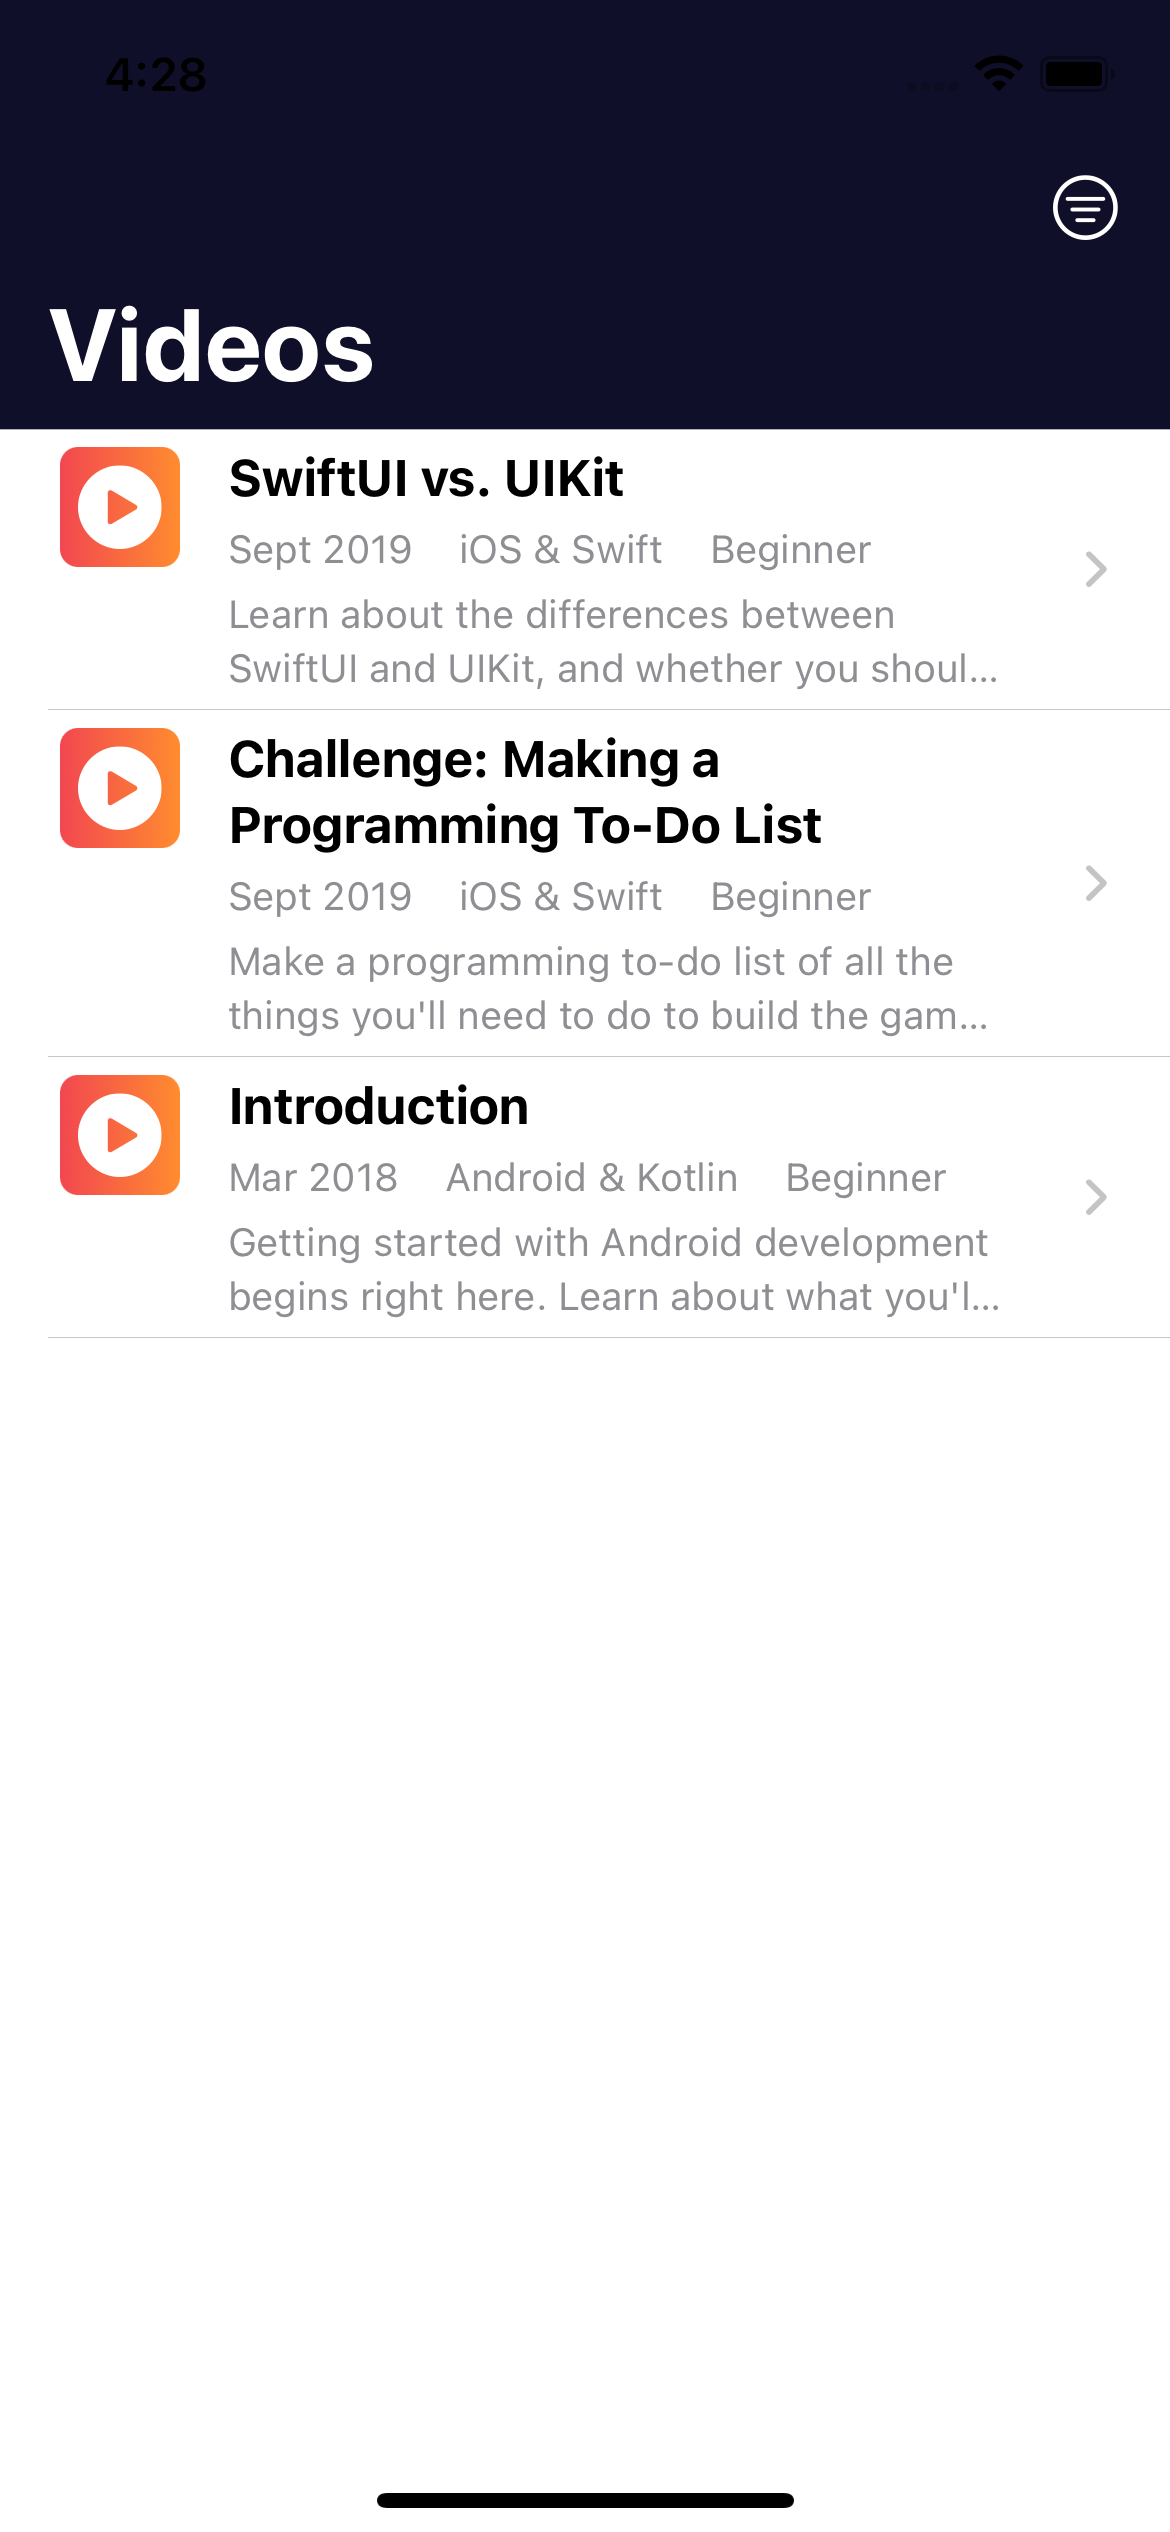 4:28
Videos
SwiftUI vs. UIKit
Sept 2019 iOS & Swift Beginner
Learn about the differences between
SwiftUI and UIKit, and whether you shoul...
Challenge: Making a
Programming To-Do List
Sept 2019 iOS & Swift Beginner
Make a programming to-do list of all the
things you'll need to do to build the gam...
Introduction
Mar 2018 Android & Kotlin Beginner
Getting started with Android development
begins right here. Learn about what you'l...